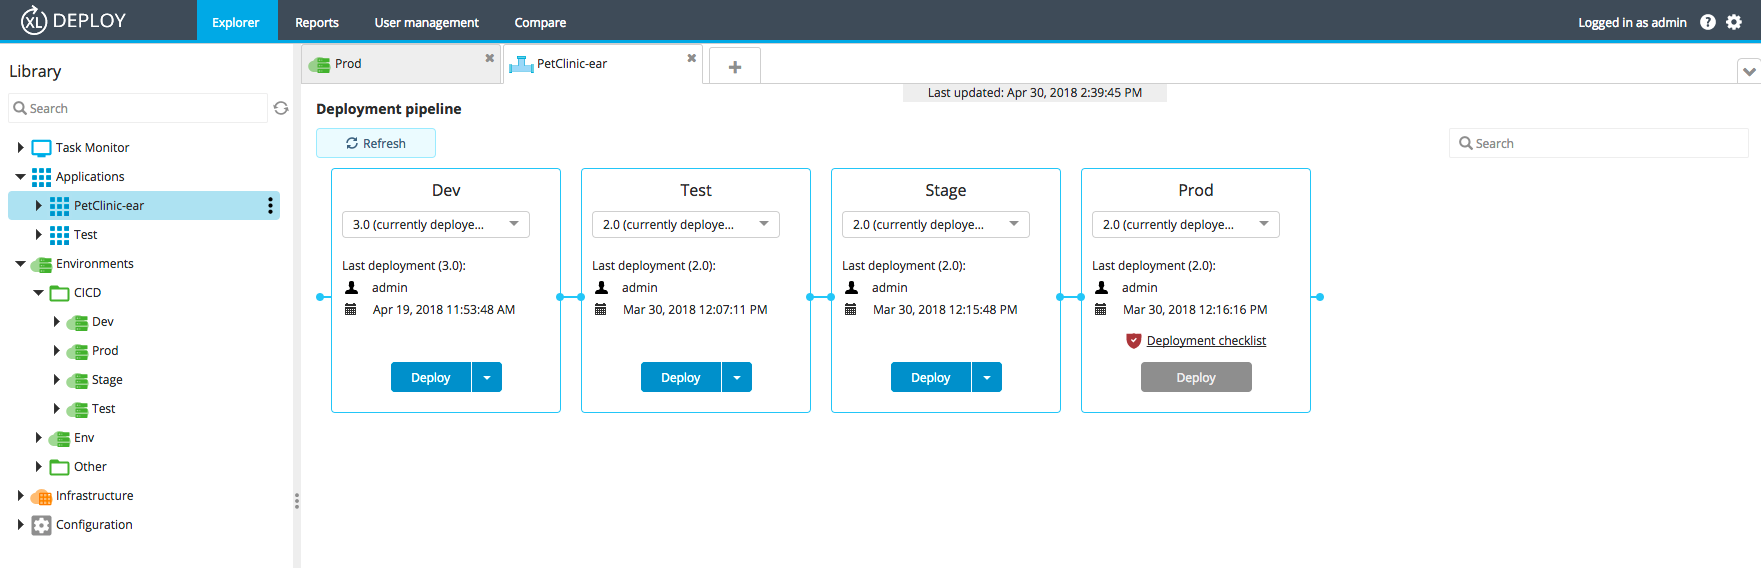 XL DEPLOY Explorer Reports User management Compare Logged in as admin ?
Library
Search
Task Monitor
Applications
PetClinic-ear
Test
Environments
CICD
Dev
Prod
Stage
Test
Env
Other
Infrastructure
Configuration
Prod PetClinic-ear +
Last updated: Apr 30, 2018 2:39:45 PM
Deployment pipeline
Refresh Search
Dev
3.0 (currently deploye...
Last deployment (3.0):
admin
Apr 19, 2018 11:53:48 AM
Deploy
Test
2.0 (currently deploye...
Last deployment (2.0):
admin
Mar 30, 2018 12:07:11 PM
Deploy
Stage
2.0 (currently deploye...
Last deployment (2.0):
admin
Mar 30, 2018 12:15:48 PM
Deploy
Prod
2.0 (currently deploye...
Last deployment (2.0):
admin
Mar 30, 2018 12:16:16 PM
Deployment checklist
Deploy